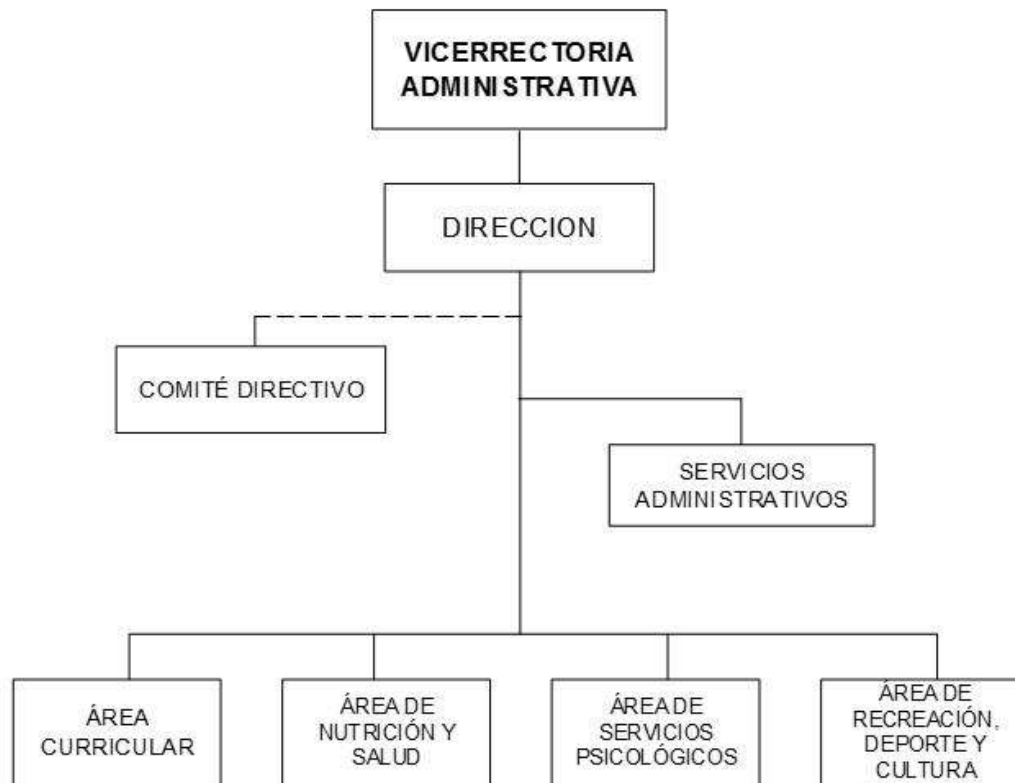 VICERRECTORIA
ADMINISTRATIVA
DIRECCION
COMITÉ DIRECTIVO
SERVICIOS
ADMINISTRATIVOS
ÁREA
CURRICULAR
ÁREA DE
NUTRICIÓN Y
SALUD
ÁREA DE
SERVICIOS
PSICOLÓGICOS
ÁREA DE
RECREACIÓN,
DEPORTE Y
CULTURA